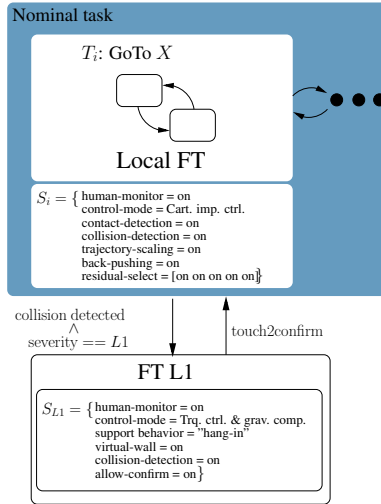 Nominal task
T_i: GoTo X
Local FT
S_i = { human-monitor = on
control-mode = Cart. imp. ctrl.
contact-detection = on
collision-detection = on
trajectory-scaling = on
back-pushing = on
residual-select = [on on on on on]}
collision detected
∧
severity == L1
touch2confirm
FT L1
S_{L1} = {human-monitor = on
control-mode = Trq. ctrl. & grav. comp.
support behavior = ”hang-in”
virtual-wall = on
collision-detection = on
allow-confirm = on}